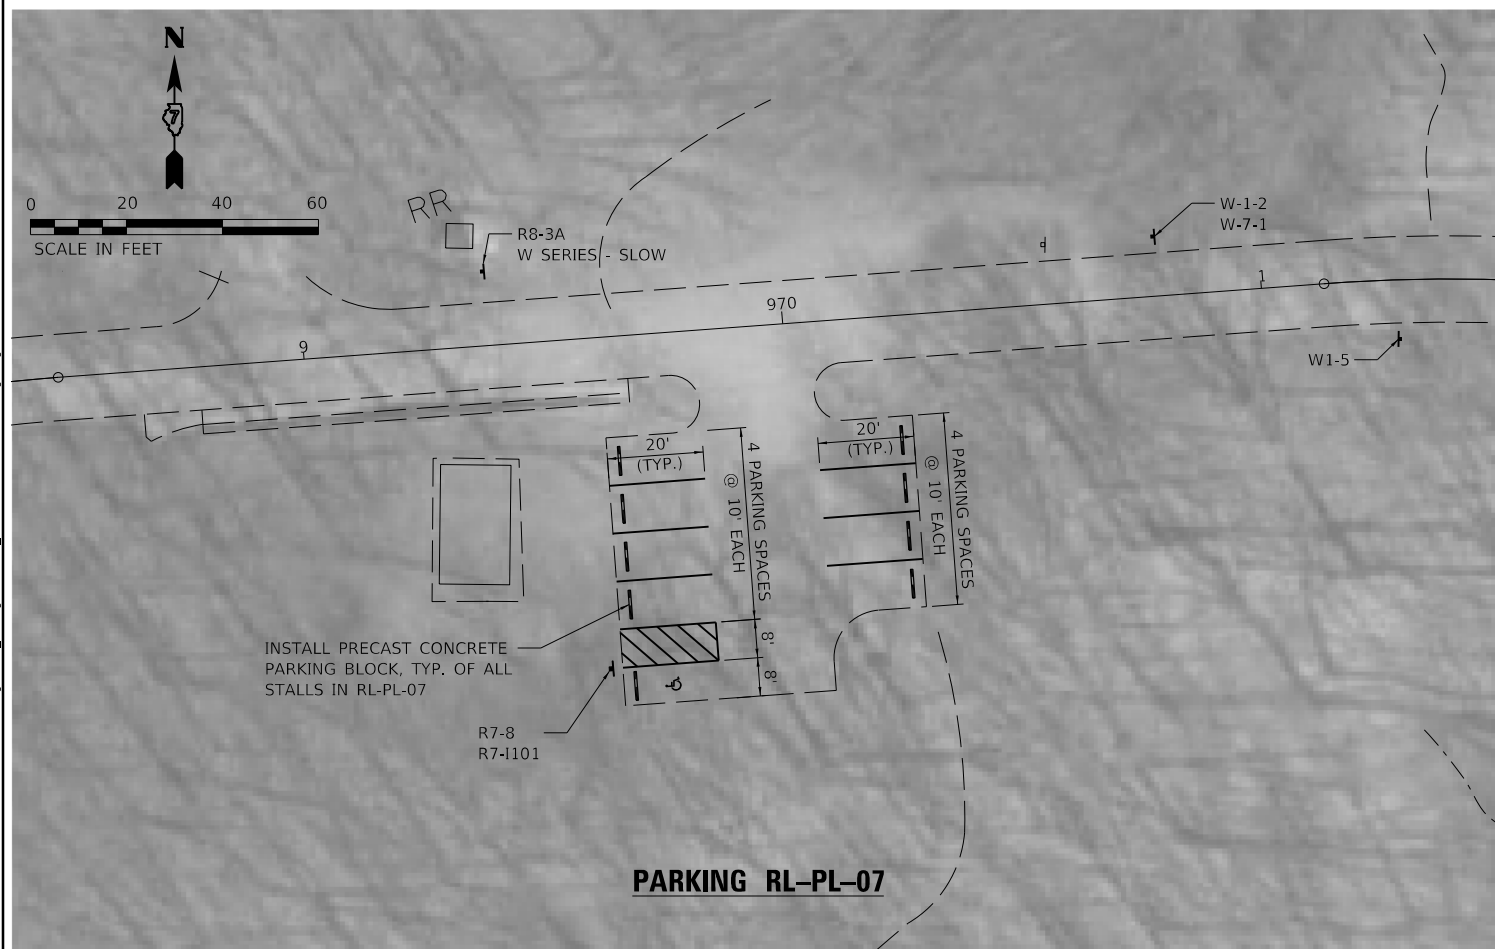 N
7
0 20 40 60
SCALE IN FEET
RR
R8-3A
W SERIES - SLOW
W-1-2
W-7-1
970
1
9
W1-5
20'
(TYP.)
4 PARKING SPACES
@ 10' EACH
20'
(TYP.)
4 PARKING SPACES
@ 10' EACH
8'
8'
INSTALL PRECAST CONCRETE
PARKING BLOCK, TYP. OF ALL
STALLS IN RL-PL-07
R7-8
R7-I101
PARKING RL-PL-07